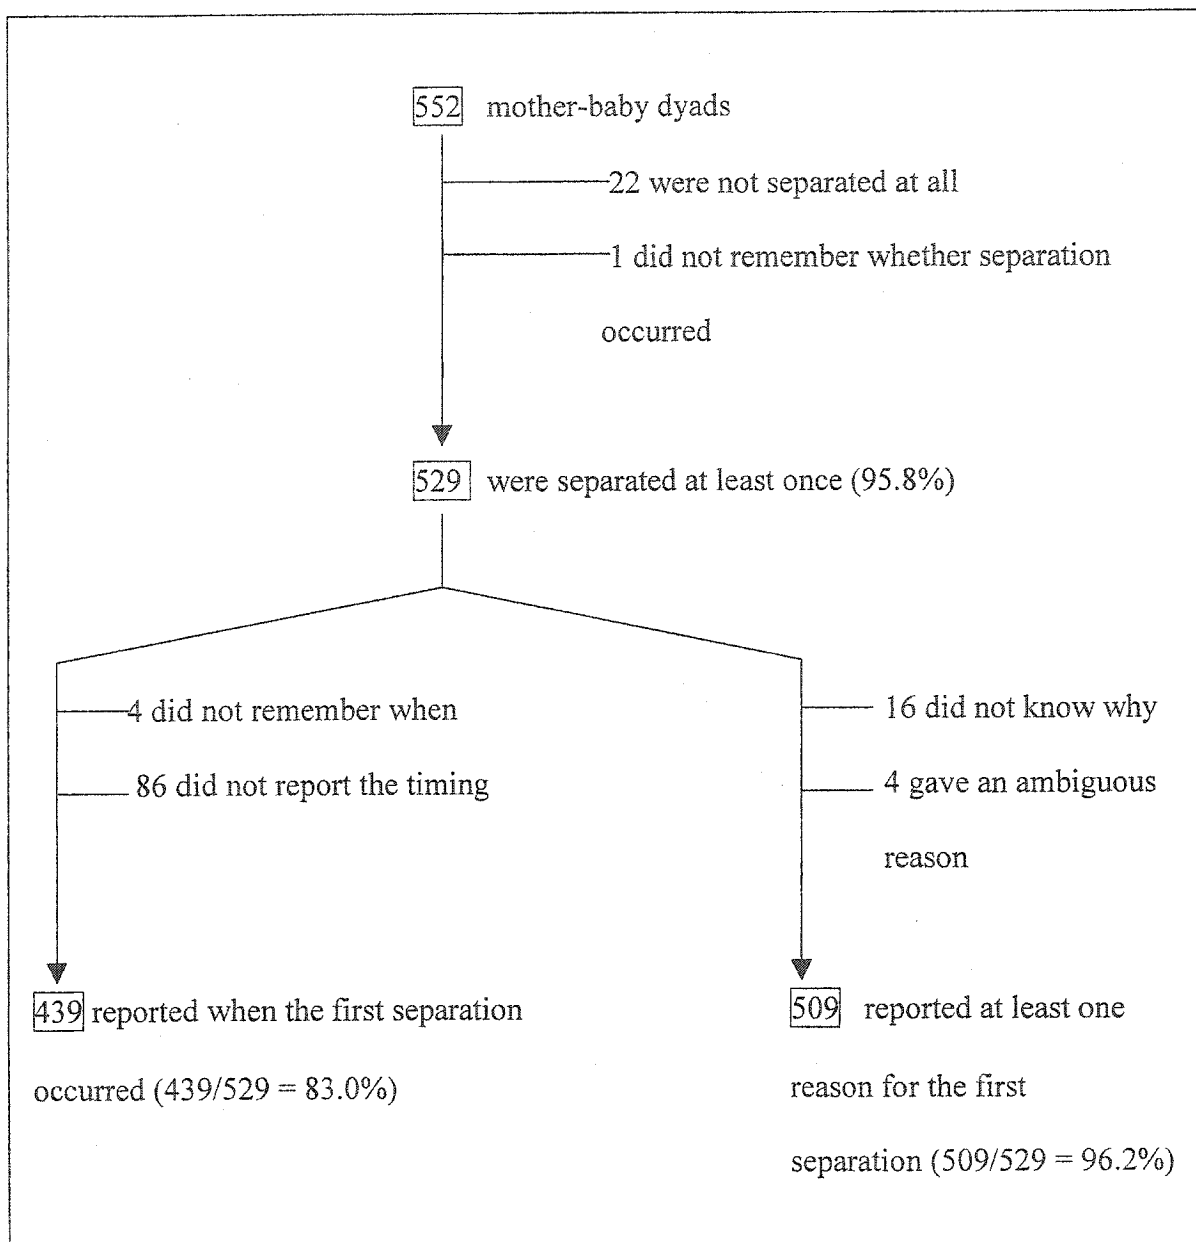 552 mother-baby dyads
22 were not separated at all
1 did not remember whether separation
occurred
529 were separated at least once (95.8%)
4 did not remember when
86 did not report the timing
16 did not know why
4 gave an ambiguous
reason
439 reported when the first separation
occurred (439/529 = 83.0%)
509 reported at least one
reason for the first
separation (509/529 = 96.2%)